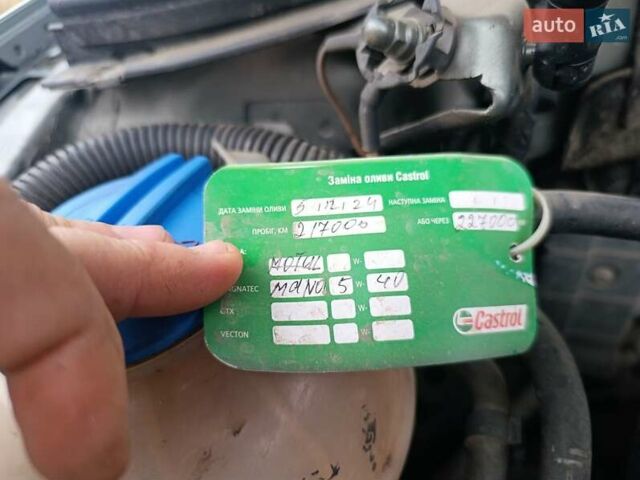 auto RIA
.com
Заміна оливи Castrol
ДАТА ЗАМІНИ ОЛИВИ 5.12.24 НАСТУПНА ЗАМІНА
ПРОБІГ, КМ 217000 АБО ЧЕРЕЗ 227000
MOTUL W-
MANO 5 W- 40
GTX W-
VECTON W-
Castrol